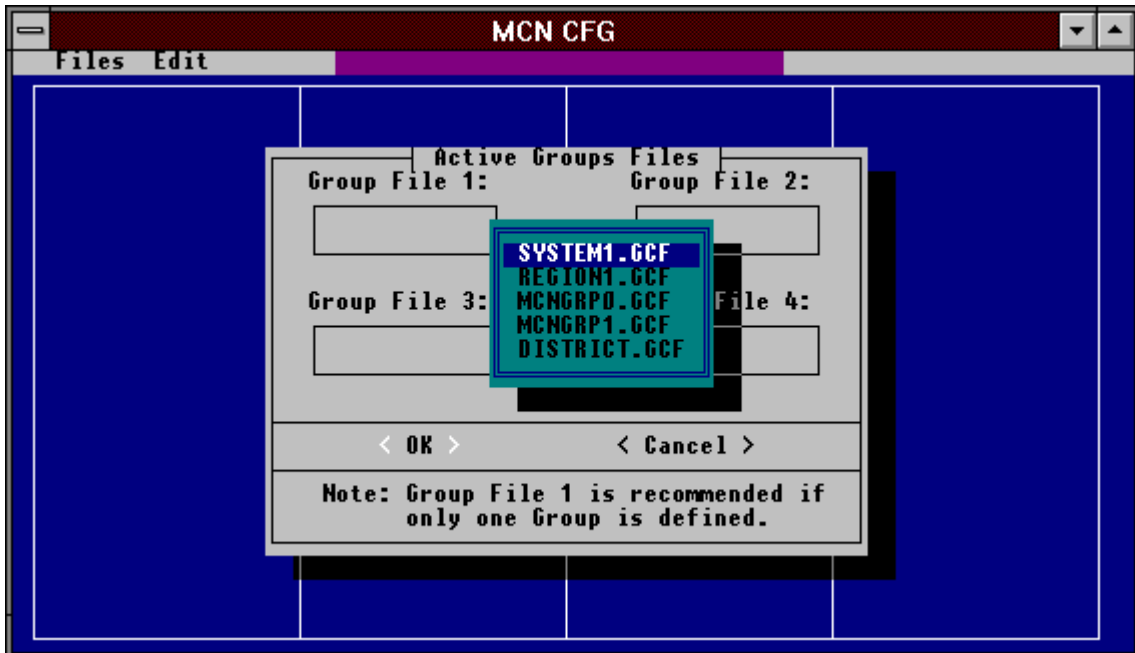 MCN CFG
Files Edit
Active Groups Files
Group File 1: Group File 2:
SYSTEM1.GCF
REGION1.GCF
Group File 3: MCNGRP0.GCF File 4:
MCNGRP1.GCF
DISTRICT.GCF
< OK > < Cancel >
Note: Group File 1 is recommended if
only one Group is defined.